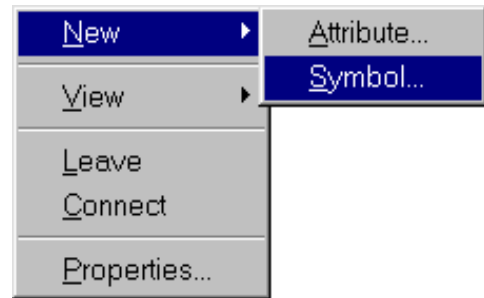 New
Attribute...
Symbol...
View
Leave
Connect
Properties...